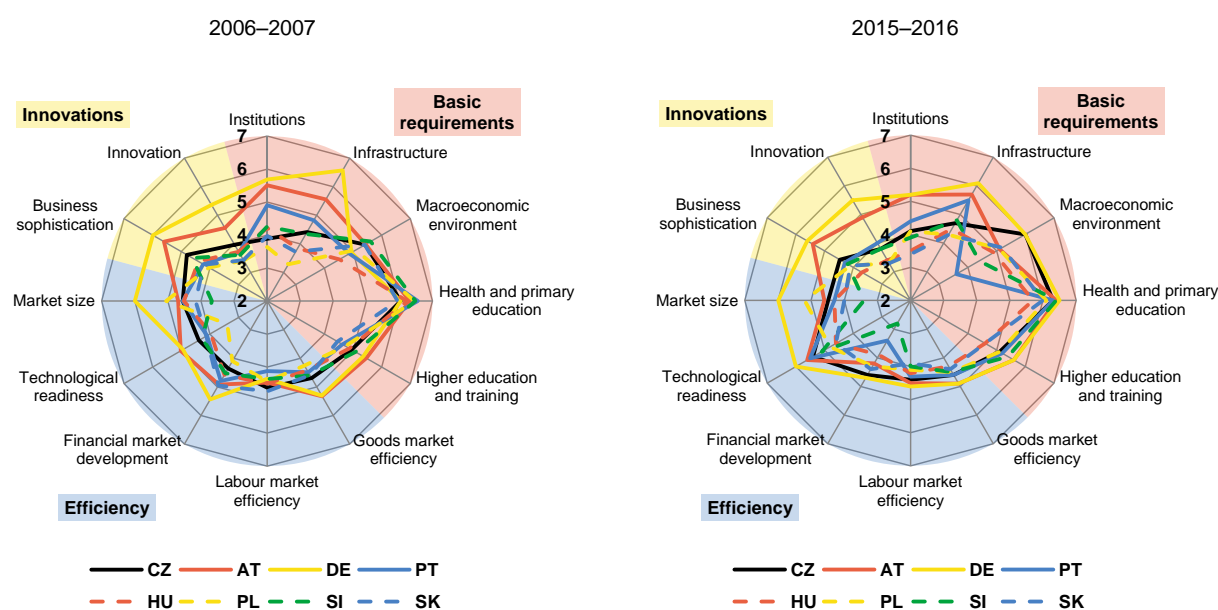 2006–2007
Innovations
Basic
requirements
Institutions
Infrastructure
Macroeconomic
environment
Health and primary
education
Higher education
and training
Goods market
efficiency
Labour market
efficiency
Financial market
development
Technological
readiness
Market size
Business
sophistication
Innovation
7
6
5
4
3
2
Efficiency
CZ AT DE PT
HU PL SI SK
2015–2016
Innovations
Basic
requirements
Institutions
Infrastructure
Macroeconomic
environment
Health and primary
education
Higher education
and training
Goods market
efficiency
Labour market
efficiency
Financial market
development
Technological
readiness
Market size
Business
sophistication
Innovation
7
6
5
4
3
2
Efficiency
CZ AT DE PT
HU PL SI SK